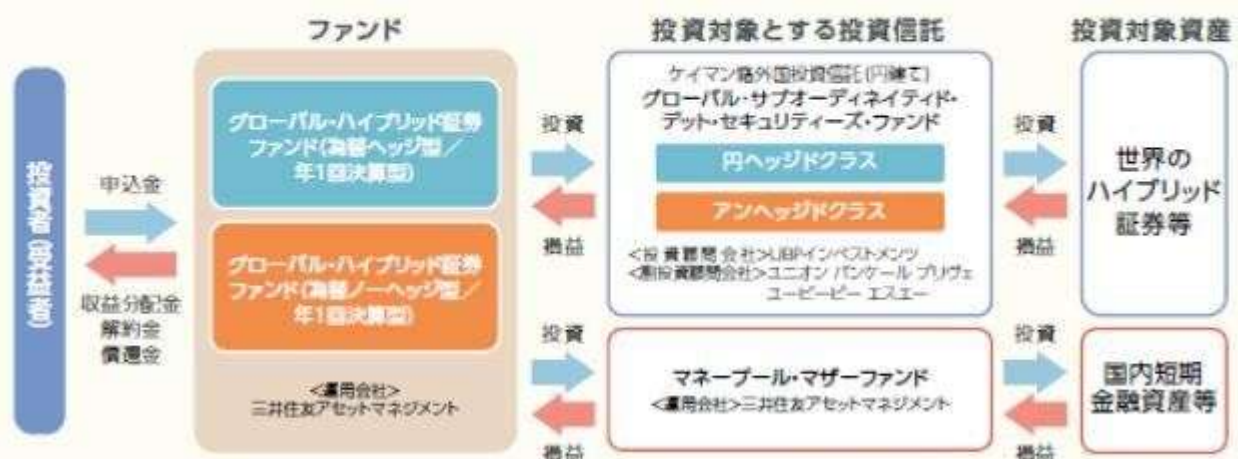 ファンド
投資対象とする投資信託
投資対象資産
投資者(受益者)
申込金
収益分配金
解約金
償還金
グローバル・ハイブリッド証券
ファンド(為替ヘッジ型/
年1回決算型)
グローバル・ハイブリッド証券
ファンド(為替ノーヘッジ型/
年1回決算型)
<運用会社>
三井住友アセットマネジメント
投資
損益
ケイマン籍外国投資信託(円建て)
グローバル・サブオーディネイティド・
デット・セキュリティーズ・ファンド
円ヘッジドクラス
アンヘッジドクラス
<投資顧問会社>UBPインベストメンツ
<副投資顧問会社>ユニオン バンケール プリヴェ
ユービーピー エスエー
投資
損益
世界の
ハイブリッド
証券等
投資
損益
マネープール・マザーファンド
<運用会社>三井住友アセットマネジメント
投資
損益
国内短期
金融資産等